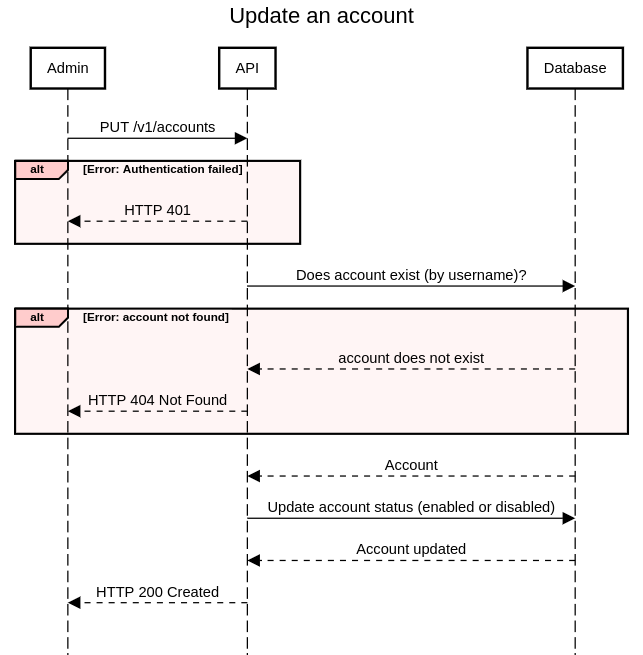 Update an account
Admin
API
Database
PUT /v1/accounts
alt
[Error: Authentication failed]
HTTP 401
Does account exist (by username)?
alt
[Error: account not found]
account does not exist
HTTP 404 Not Found
Account
Update account status (enabled or disabled)
Account updated
HTTP 200 Created